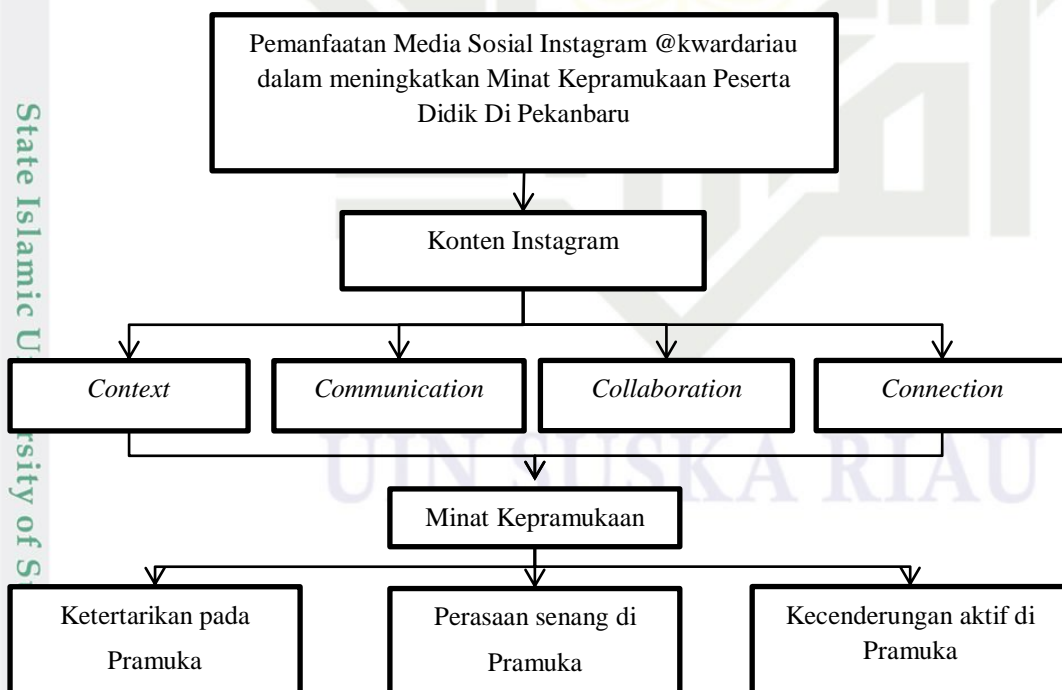 Pemanfaatan Media Sosial Instagram @kwardariau
dalam meningkatkan Minat Kepramukaan Peserta
Didik Di Pekanbaru
Konten Instagram
Context
Communication
Collaboration
Connection
Minat Kepramukaan
Ketertarikan pada
Pramuka
Perasaan senang di
Pramuka
Kecenderungan aktif di
Pramuka
State Islamic
of
UIN SUSKA RIAU